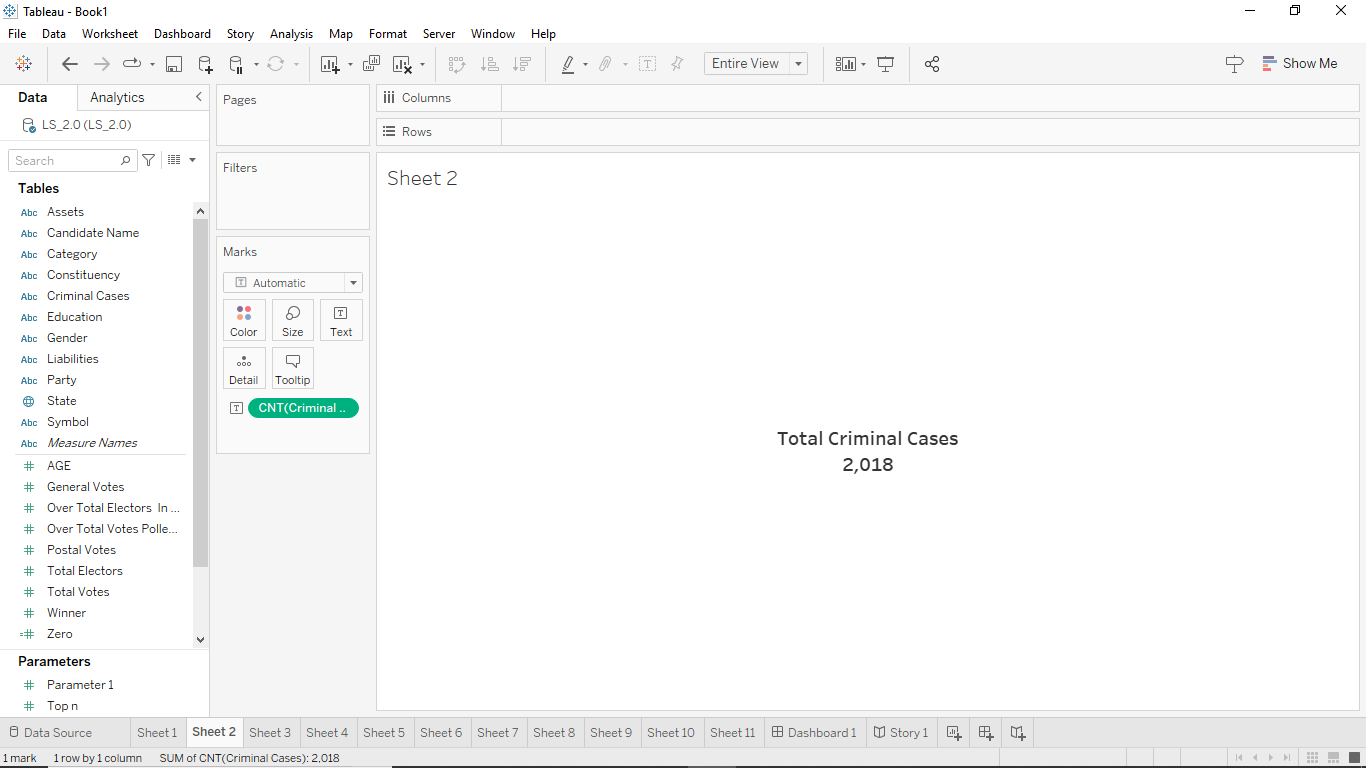 Tableau - Book1
File Data Worksheet Dashboard Story Analysis Map Format Server Window Help
Entire View
Show Me
Data Analytics
LS_2.0 (LS_2.0)
Search
Tables
Abc Assets
Abc Candidate Name
Abc Category
Abc Constituency
Abc Criminal Cases
Abc Education
Abc Gender
Abc Liabilities
Abc Party
State
Abc Symbol
Abc Measure Names
# AGE
# General Votes
# Over Total Electors In ...
# Over Total Votes Polle...
# Postal Votes
# Total Electors
# Total Votes
# Winner
=# Zero
Parameters
# Parameter 1
# Top n
Pages
Filters
Marks
T Automatic
Color Size T Text
Detail Tooltip
T CNT(Criminal ..
Columns
Rows
Sheet 2
Total Criminal Cases
2,018
Data Source Sheet 1 Sheet 2 Sheet 3 Sheet 4 Sheet 5 Sheet 6 Sheet 7 Sheet 8 Sheet 9 Sheet 10 Sheet 11 Dashboard 1 Story 1
1 mark 1 row by 1 column SUM of CNT(Criminal Cases): 2,018